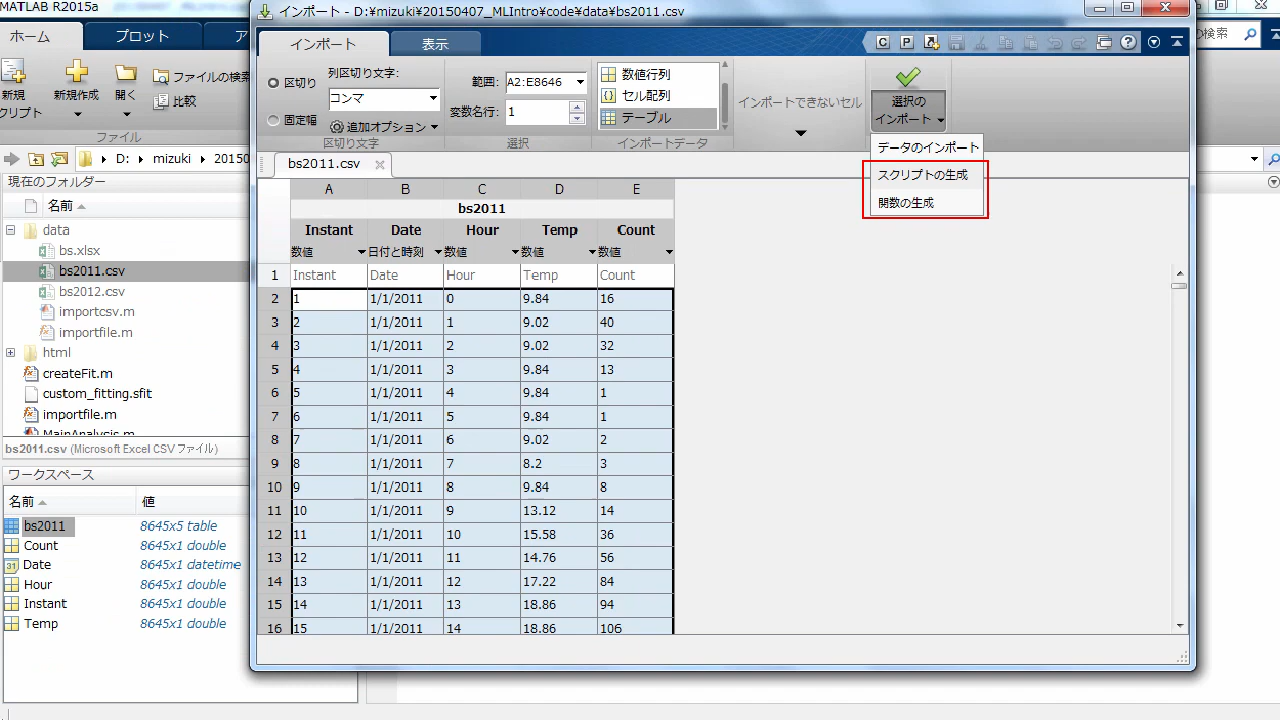 MATLAB R2015a
ホーム
プロット
ア
の検索
新規
クリプト
新規作成
開く
ファイルの検索
比較
ファイル
D:
mizuki
20150
現在のフォルダー
名前
data
bs.xlsx
bs2011.csv
bs2012.csv
importcsv.m
importfile.m
html
createFit.m
custom_fitting.sfit
importfile.m
MainAnalysis.m
bs2011.csv (Microsoft Excel CSV ファイル)
ワークスペース
名前 値
bs2011 8645x5 table
Count 8645x1 double
Date 8645x1 datetime
Hour 8645x1 double
Instant 8645x1 double
Temp 8645x1 double
インポート - D:¥mizuki¥20150407_MLIntro¥code¥data¥bs2011.csv
インポート
表示
C P
区切り
固定幅
列区切り文字:
コンマ
追加オプション
区切り文字
範囲: A2:E8646
変数名行: 1
選択
数値行列
セル配列
テーブル
インポートデータ
インポートできないセル
選択の
インポート
データのインポート
スクリプトの生成
関数の生成
bs2011.csv
A B C D E
bs2011
Instant Date Hour Temp Count
数値 日付と時刻 数値 数値 数値
1 Instant Date Hour Temp Count
2 1 1/1/2011 0 9.84 16
3 2 1/1/2011 1 9.02 40
4 3 1/1/2011 2 9.02 32
5 4 1/1/2011 3 9.84 13
6 5 1/1/2011 4 9.84 1
7 6 1/1/2011 5 9.84 1
8 7 1/1/2011 6 9.02 2
9 8 1/1/2011 7 8.2 3
10 9 1/1/2011 8 9.84 8
11 10 1/1/2011 9 13.12 14
12 11 1/1/2011 10 15.58 36
13 12 1/1/2011 11 14.76 56
14 13 1/1/2011 12 17.22 84
15 14 1/1/2011 13 18.86 94
16 15 1/1/2011 14 18.86 106